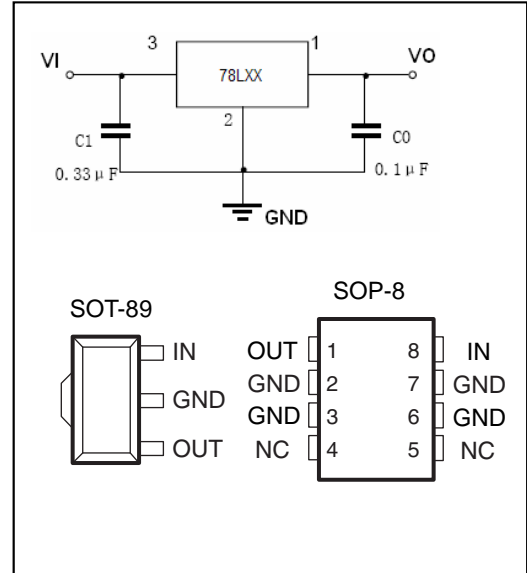 3
1
VI
VO
78LXX
2
C1
C0
0.33μF
0.1μF
GND
SOT-89
SOP-8
IN
GND
OUT
OUT 1 8 IN
GND 2 7 GND
GND 3 6 GND
NC 4 5 NC